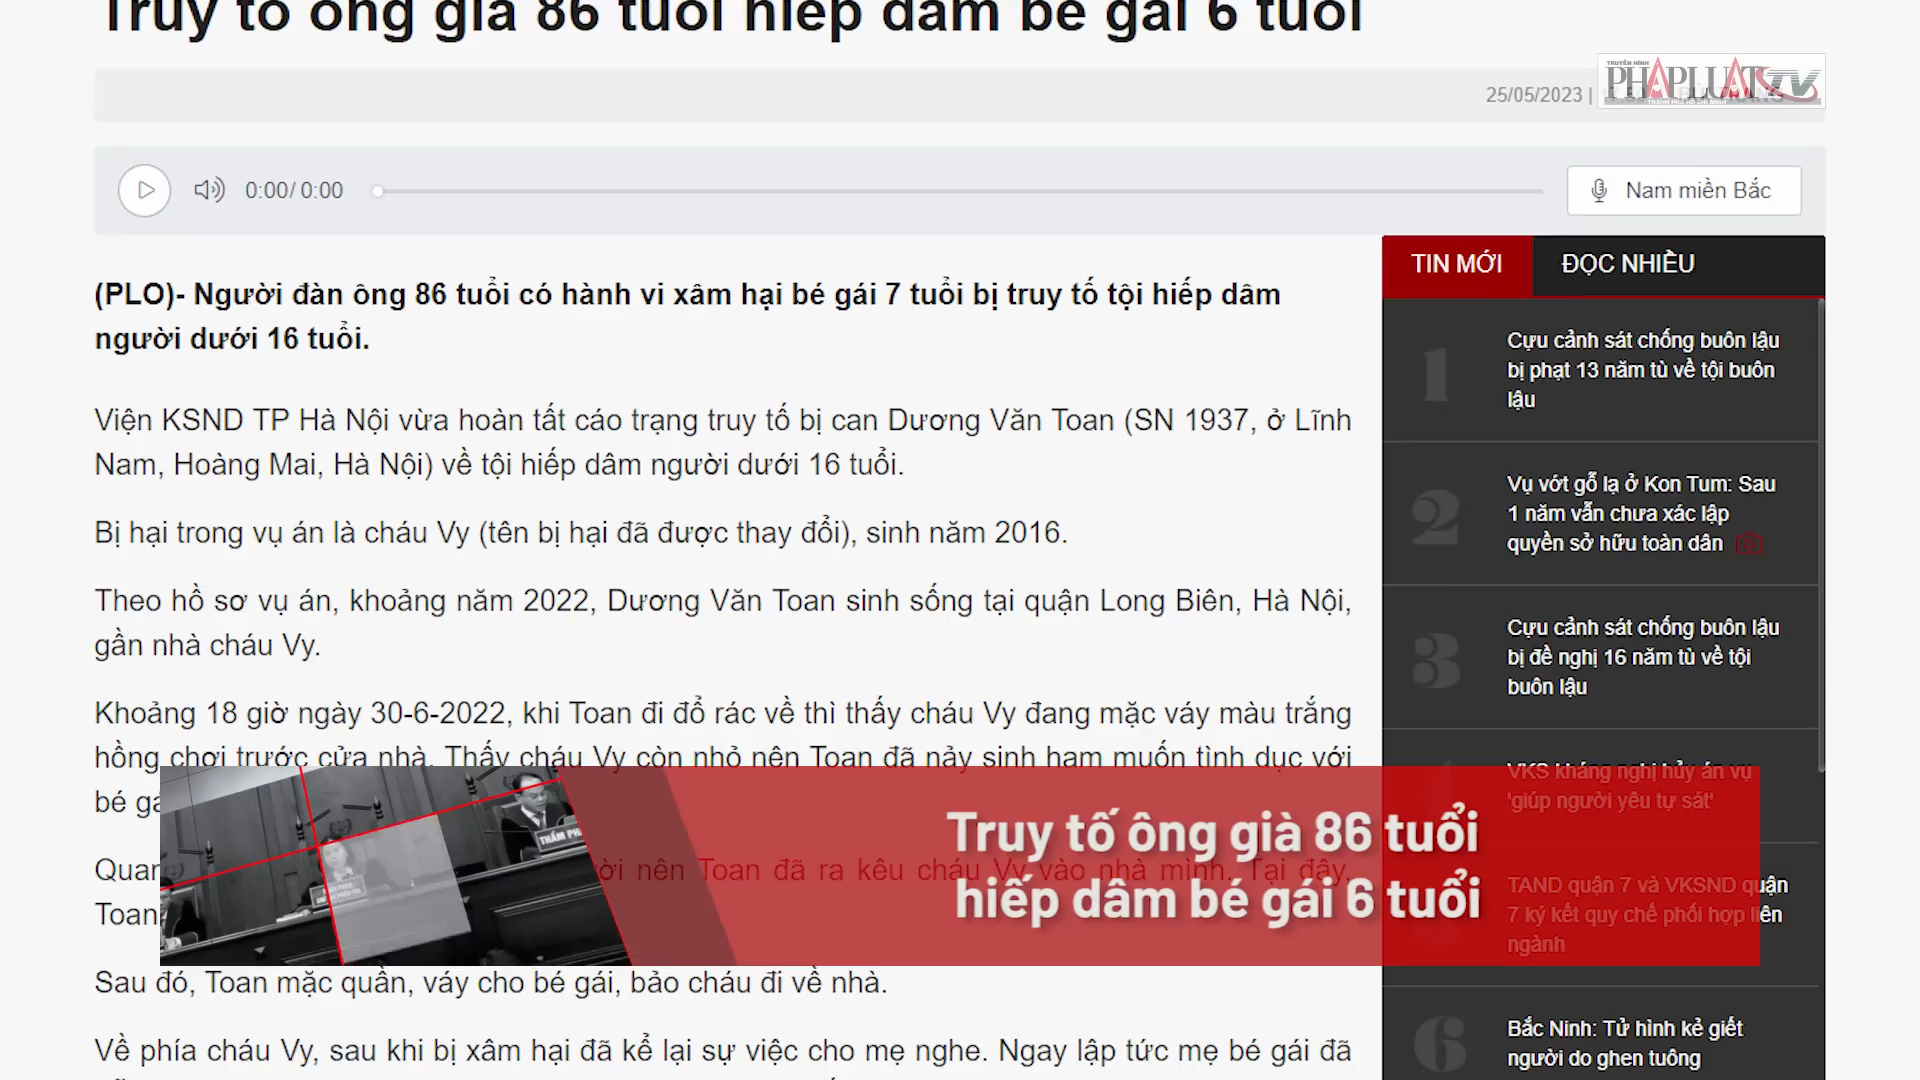 Truy tố ông già 86 tuổi hiếp dâm bé gái 6 tuổi
TRUYỀN HÌNH
PHÁPLUẬT TV
THÀNH PHỐ HỒ CHÍ MINH
25/05/2023 |
0:00/ 0:00
Nam miền Bắc
(PLO)- Người đàn ông 86 tuổi có hành vi xâm hại bé gái 7 tuổi bị truy tố tội hiếp dâm
người dưới 16 tuổi.
Viện KSND TP Hà Nội vừa hoàn tất cáo trạng truy tố bị can Dương Văn Toan (SN 1937, ở Lĩnh
Nam, Hoàng Mai, Hà Nội) về tội hiếp dâm người dưới 16 tuổi.
Bị hại trong vụ án là cháu Vy (tên bị hại đã được thay đổi), sinh năm 2016.
Theo hồ sơ vụ án, khoảng năm 2022, Dương Văn Toan sinh sống tại quận Long Biên, Hà Nội,
gần nhà cháu Vy.
Khoảng 18 giờ ngày 30-6-2022, khi Toan đi đổ rác về thì thấy cháu Vy đang mặc váy màu trắng
hồng chơi trước cửa nhà. Thấy cháu Vy còn nhỏ nên Toan đã nảy sinh ham muốn tình dục với
bé
nên Toan đã ra kêu cháu Vy vào nhà mình. Tại đây,
Toan
Sau đó, Toan mặc quần, váy cho bé gái, bảo cháu đi về nhà.
Về phía cháu Vy, sau khi bị xâm hại đã kể lại sự việc cho mẹ nghe. Ngay lập tức mẹ bé gái đã
THẨM PH
Truy tố ông già 86 tuổi
hiếp dâm bé gái 6 tuổi
TIN MỚI
ĐỌC NHIỀU
1
Cựu cảnh sát chống buôn lậu
bị phạt 13 năm tù về tội buôn
lậu
2
Vụ vớt gỗ lạ ở Kon Tum: Sau
1 năm vẫn chưa xác lập
quyền sở hữu toàn dân
3
Cựu cảnh sát chống buôn lậu
bị đề nghị 16 năm tù về tội
buôn lậu
VKS kháng nghị hủy án vụ
'giúp người yêu tự sát'
TAND quận 7 và VKSND quận
7 ký kết quy chế phối hợp liên
ngành
6
Bắc Ninh: Tử hình kẻ giết
người do ghen tuông